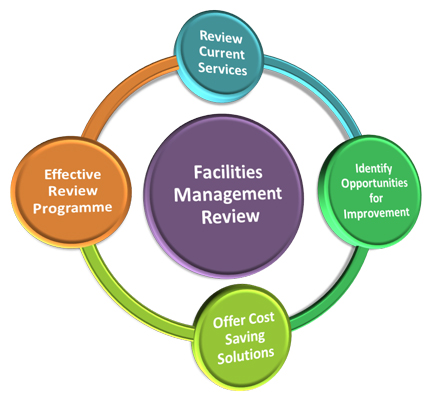 Review
Current
Services
Identify
Opportunities
for
Improvement
Offer Cost
Saving
Solutions
Effective
Review
Programme
Facilities
Management
Review